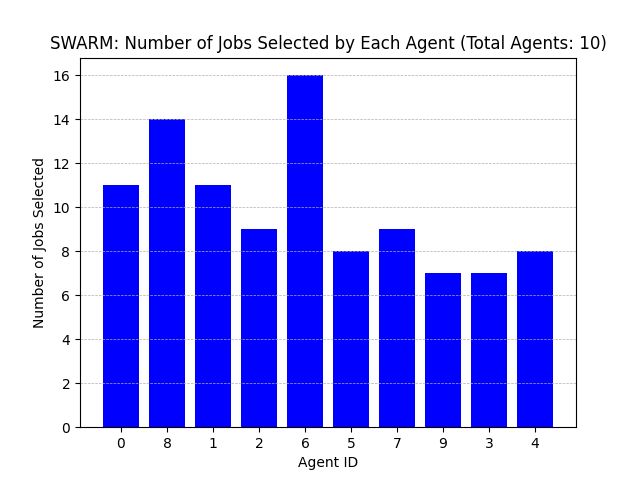 SWARM: Number of Jobs Selected by Each Agent (Total Agents: 10)
16
14
12
10
8
6
4
2
0
Number of Jobs Selected
0 8 1 2 6 5 7 9 3 4
Agent ID